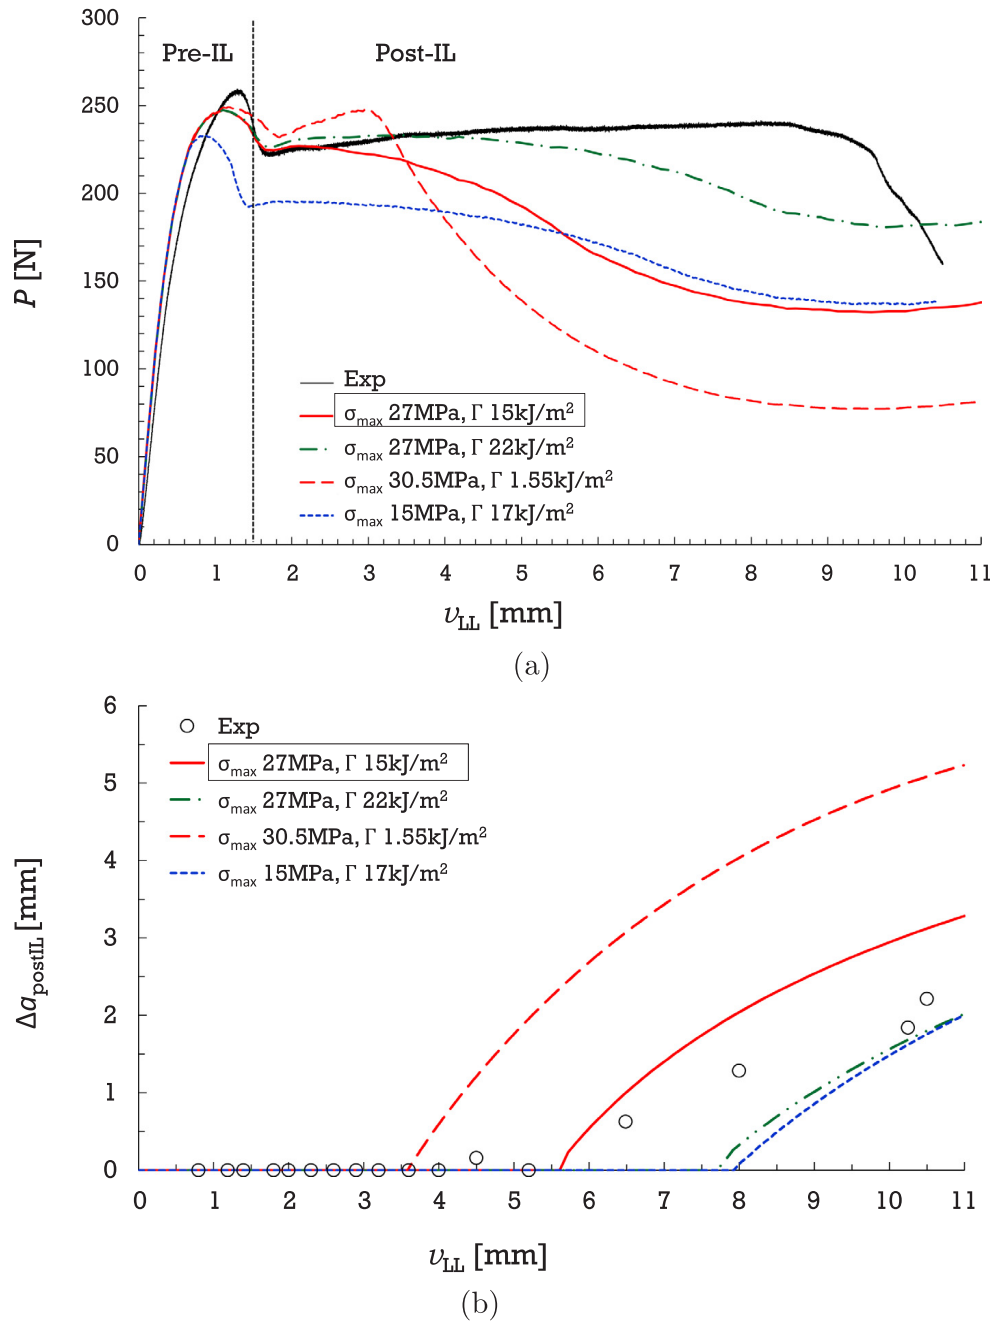 300
250
200
150
100
50
0
P [N]
Pre-IL
Post-IL
Exp
σmax 27MPa, Γ 15kJ/m²
σmax 27MPa, Γ 22kJ/m²
σmax 30.5MPa, Γ 1.55kJ/m²
σmax 15MPa, Γ 17kJ/m²
0 1 2 3 4 5 6 7 8 9 10 11
υLL [mm]
(a)
6
5
4
3
2
1
0
ΔapostIL [mm]
Exp
σmax 27MPa, Γ 15kJ/m²
σmax 27MPa, Γ 22kJ/m²
σmax 30.5MPa, Γ 1.55kJ/m²
σmax 15MPa, Γ 17kJ/m²
0 1 2 3 4 5 6 7 8 9 10 11
υLL [mm]
(b)